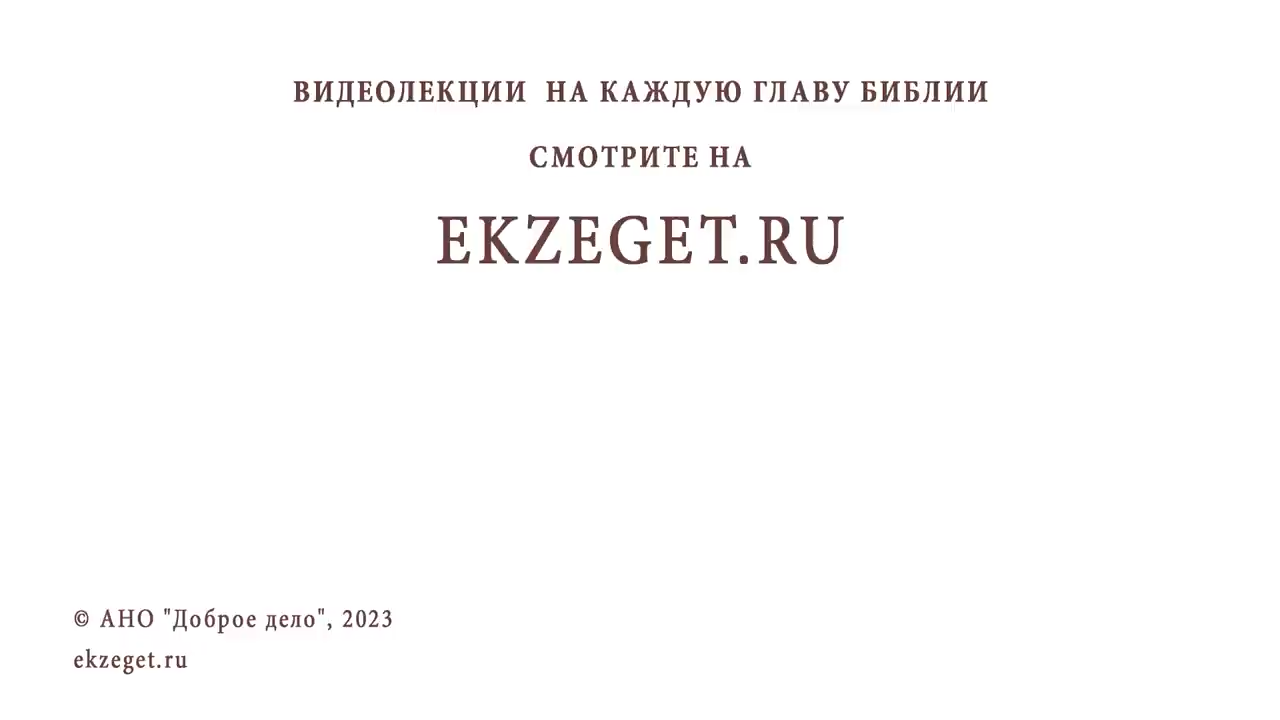 ВИДЕОЛЕКЦИИ НА КАЖДУЮ ГЛАВУ БИБЛИИ
СМОТРИТЕ НА
EKZEGET.RU
© АНО "Доброе дело", 2023
ekzeget.ru